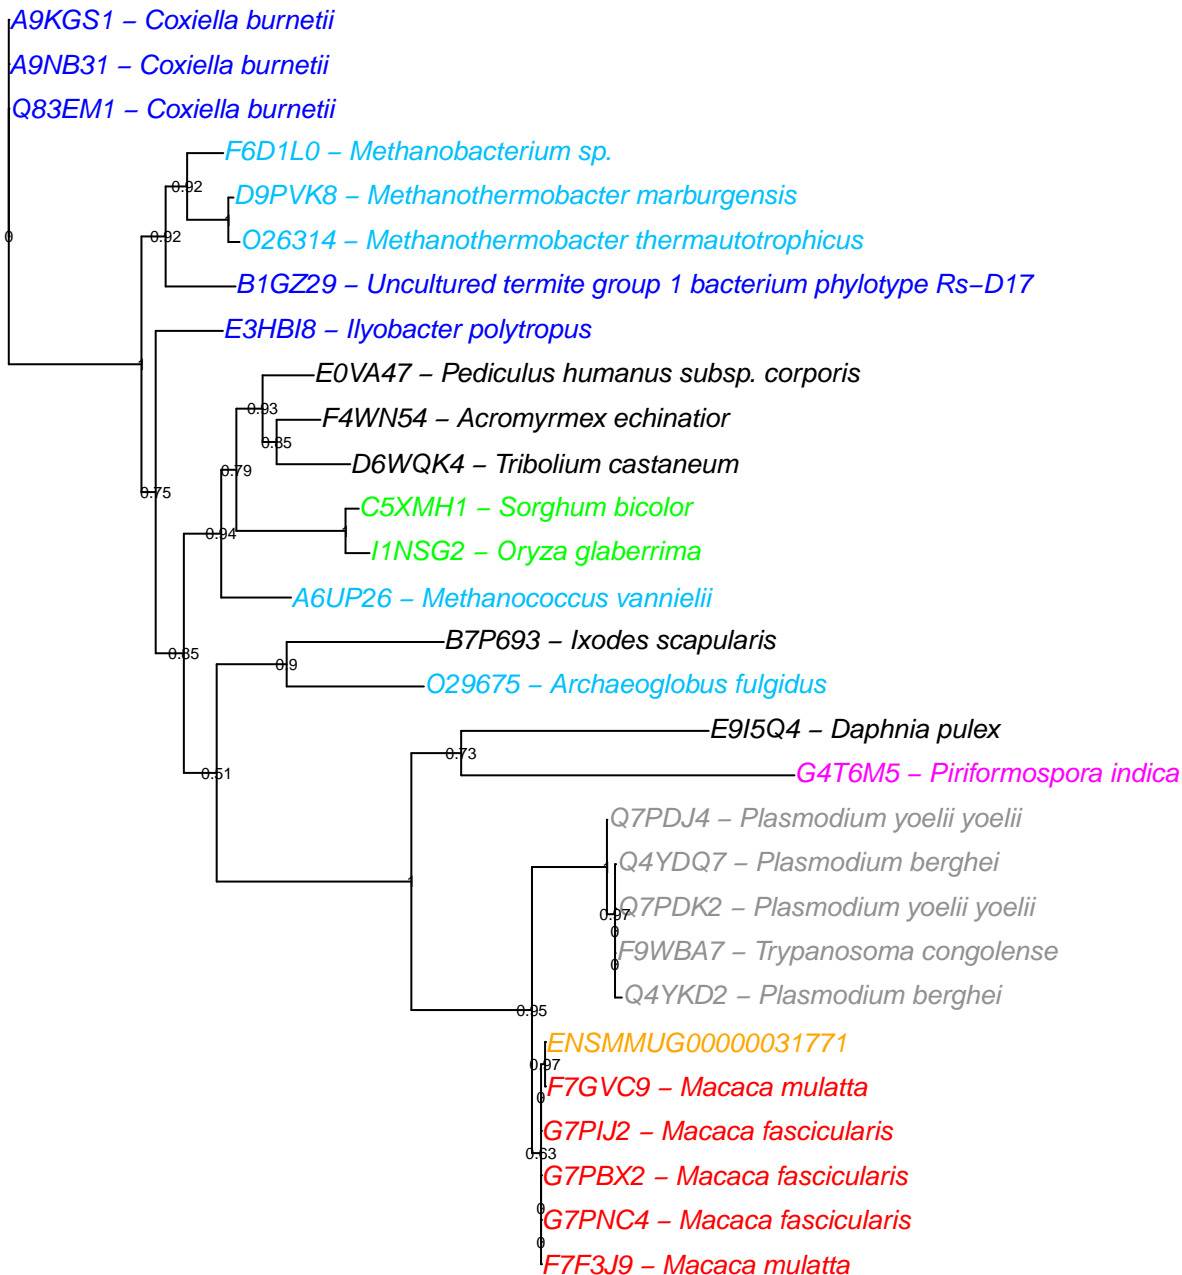 A9KGS1 – Coxiella burnetii
A9NB31 – Coxiella burnetii
Q83EM1 – Coxiella burnetii
F6D1L0 – Methanobacterium sp.
0.92
D9PVK8 – Methanothermobacter marburgensis
1
O26314 – Methanothermobacter thermautotrophicus
0
0.92
B1GZ29 – Uncultured termite group 1 bacterium phylotype Rs–D17
E3HBI8 – Ilyobacter polytropus
1
E0VA47 – Pediculus humanus subsp. corporis
0.93
F4WN54 – Acromyrmex echinatior
0.85
D6WQK4 – Tribolium castaneum
0.79
0.75
C5XMH1 – Sorghum bicolor
0.94
1
I1NSG2 – Oryza glaberrima
A6UP26 – Methanococcus vannielii
B7P693 – Ixodes scapularis
0.85
0.9
O29675 – Archaeoglobus fulgidus
E9I5Q4 – Daphnia pulex
0.73
0.51
G4T6M5 – Piriformospora indica
Q7PDJ4 – Plasmodium yoelii yoelii
Q4YDQ7 – Plasmodium berghei
1
1
Q7PDK2 – Plasmodium yoelii yoelii
0.97
0
F9WBA7 – Trypanosoma congolense
0
Q4YKD2 – Plasmodium berghei
0.95
ENSMMUG00000031771
0.97
F7GVC9 – Macaca mulatta
0
G7PIJ2 – Macaca fascicularis
0.63
G7PBX2 – Macaca fascicularis
0
G7PNC4 – Macaca fascicularis
0
F7F3J9 – Macaca mulatta